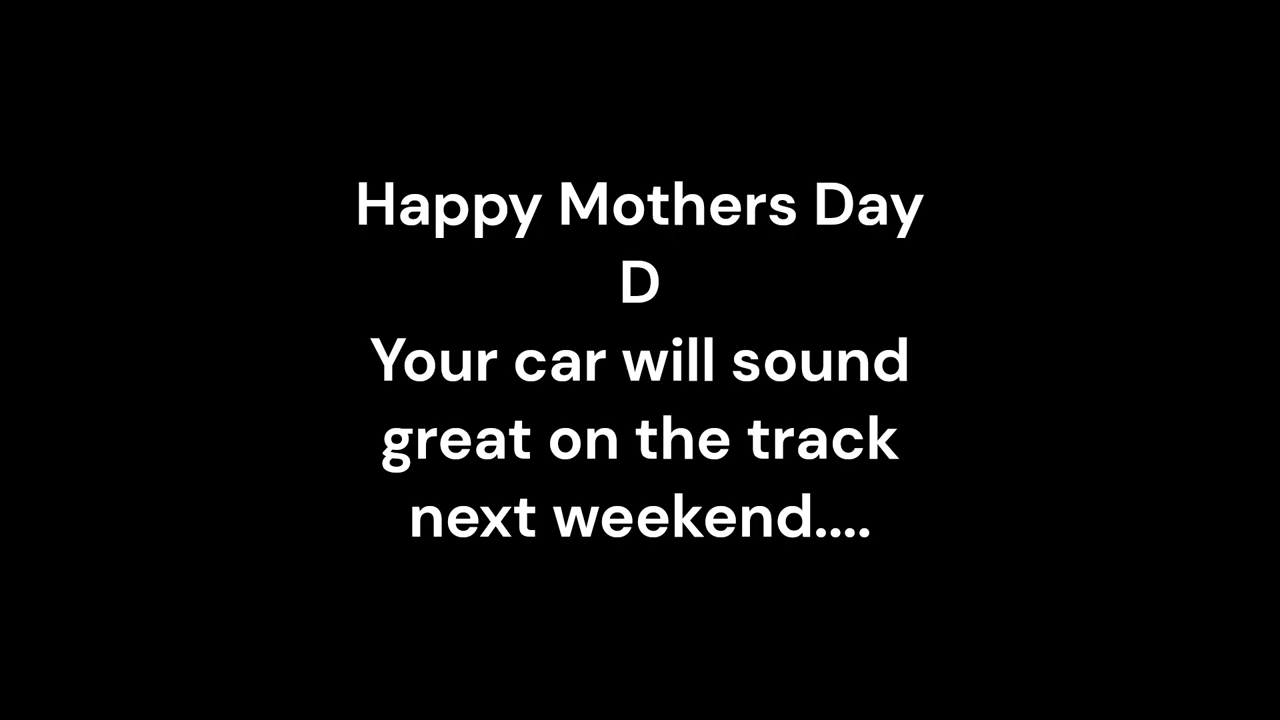 Happy Mothers Day
D
Your car will sound
great on the track
next weekend....